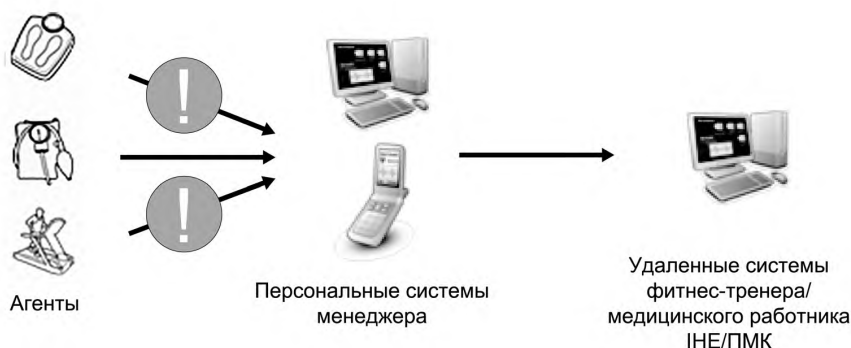 !
!
Агенты
Персональные системы
менеджера
Удаленные системы
фитнес-тренера/
медицинского работника
IHE/ПМК